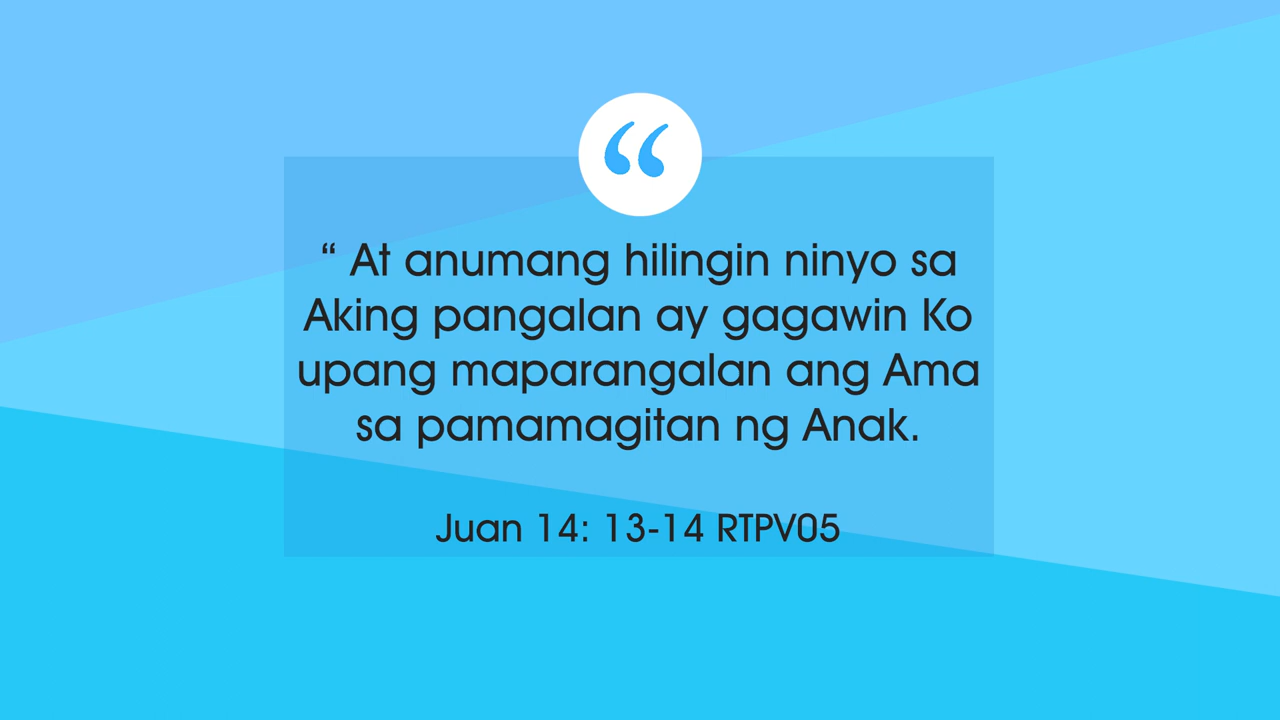 “
“ At anumang hilingin ninyo sa
Aking pangalan ay gagawin Ko
upang maparangalan ang Ama
sa pamamagitan ng Anak.
Juan 14: 13-14 RTPV05